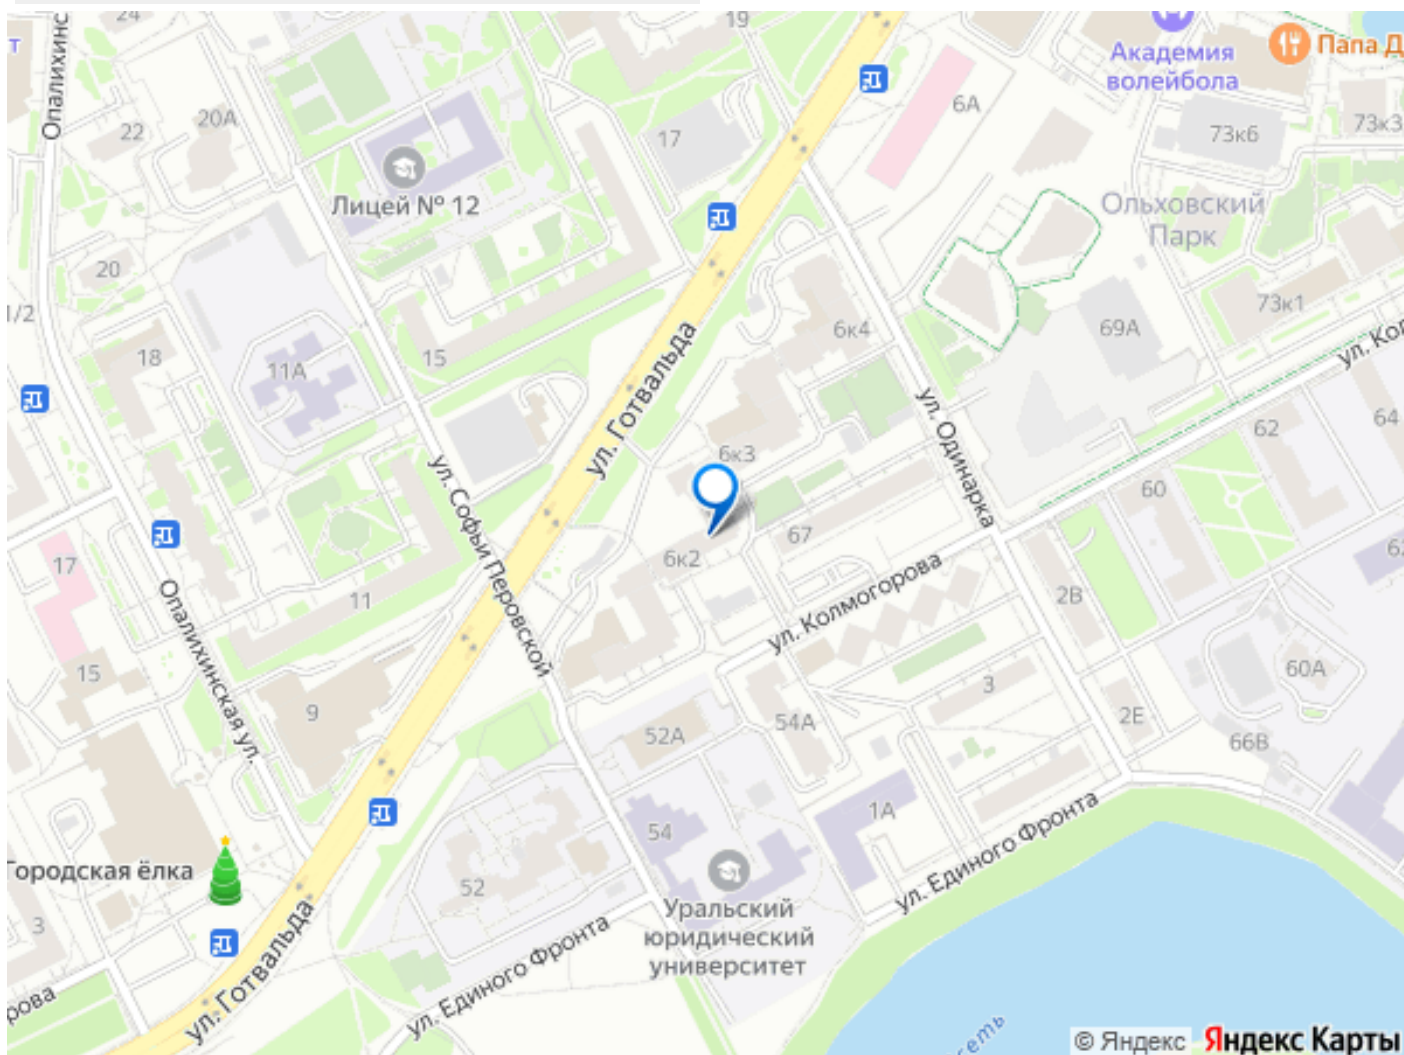 24
19
Опалихинс
т
22
20А
17
6А
Академия
волейбола
Папа Д
73к6
73к3
Лицей № 12
Ольховский
Парк
20
1/2
18
11А
15
ул. Готвальда
6к4
69А
73к1
ул. Ко
ул. Одинарка
62
64
6к3
60
ул. Софьи Перовской
6к2
67
17
11
Опалихинская ул.
ул. Колмогорова
2В
6
15
9
3
60А
52А
54А
2Е
66В
1А
54
ул. Единого Фронта
Городская ёлка
52
3
Уральский
юридический
университет
ул. Готвальда
ул. Единого Фронта
рова
сеть
© Яндекс Яндекс Карты